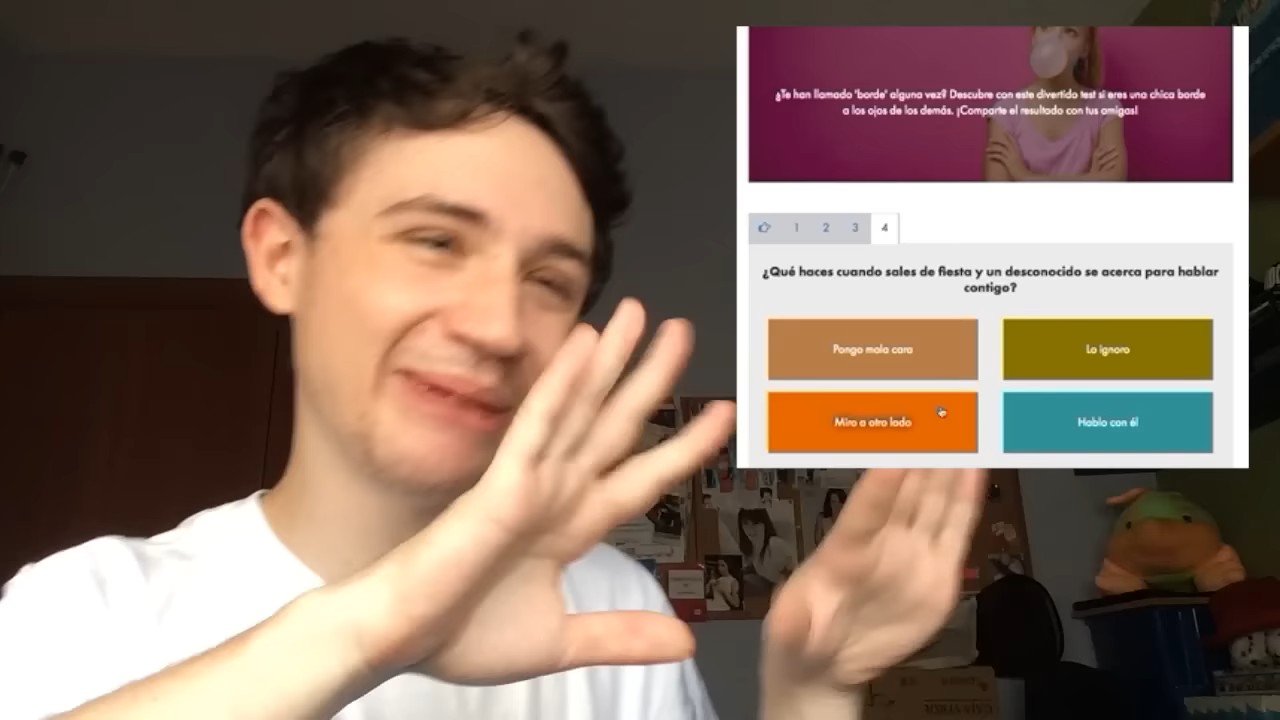 ¿Te han llamado 'borde' alguna vez? Descubre con este divertido test si eres una chica borde
a los ojos de los demás. ¡Comparte el resultado con tus amigas!
1 2 3 4
¿Qué haces cuando sales de fiesta y un desconocido se acerca para hablar
contigo?
Pongo mala cara
Lo ignoro
Miro a otro lado
Hablo con él